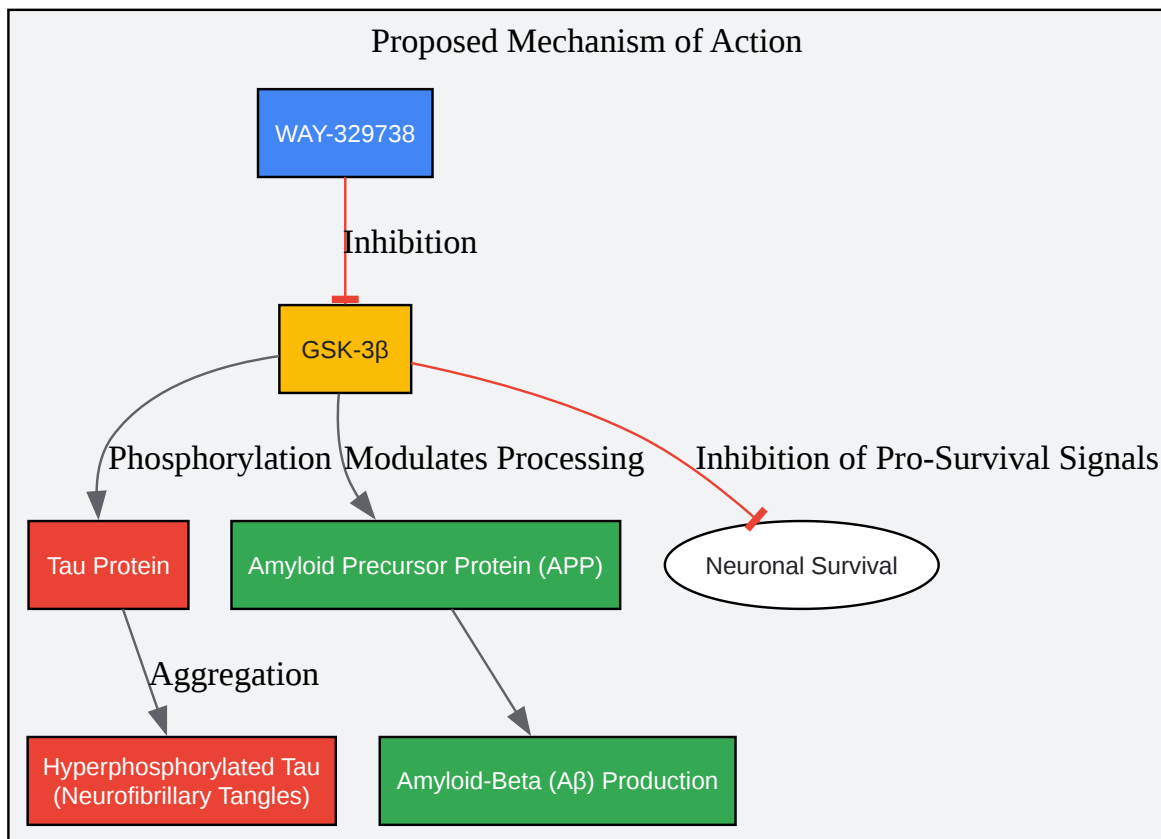 Proposed Mechanism of Action
WAY-329738
Inhibition
GSK-3β
Phosphorylation
Modulates Processing
Inhibition of Pro-Survival Signals
Tau Protein
Amyloid Precursor Protein (APP)
Neuronal Survival
Aggregation
Hyperphosphorylated Tau
(Neurofibrillary Tangles)
Amyloid-Beta (Aβ) Production